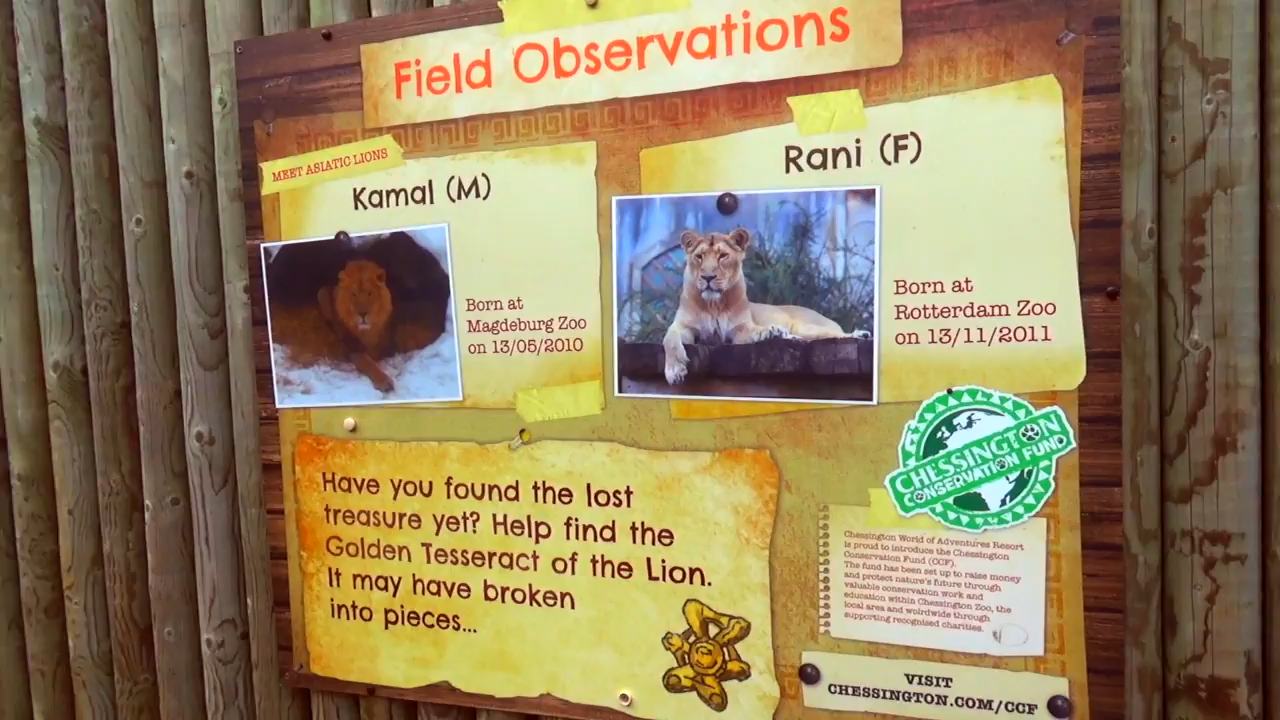 Field Observations
MEET ASIATIC LIONS
Kamal (M)
Born at
Magdeburg Zoo
on 13/05/2010
Rani (F)
Born at
Rotterdam Zoo
on 13/11/2011
Have you found the lost
treasure yet? Help find the
Golden Tesseract of the Lion.
It may have broken
into pieces...
CHESSINGTON
CONSERVATION FUND
Chessington World of Adventures Resort
is proud to introduce the Chessington
Conservation Fund (CCF).
The fund has been set up to raise money
and protect nature's future through
valuable conservation work and
education within Chessington Zoo, the
local area and wolrdwide through
supporting recognised charities.
VISIT
CHESSINGTON.COM/CCF